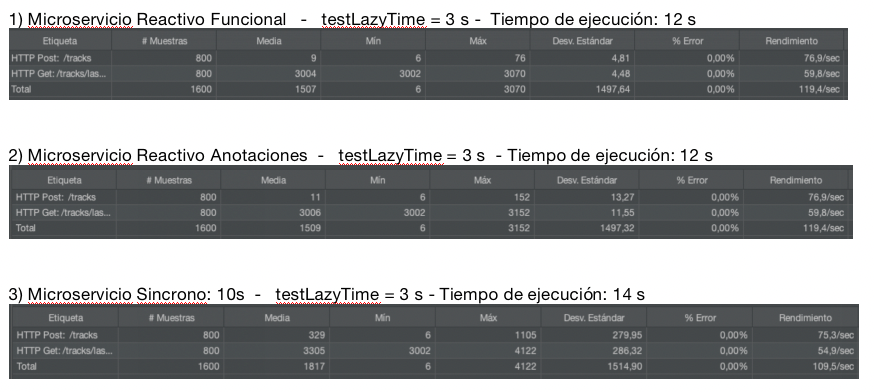 1) Microservicio Reactivo Funcional - testLazyTime = 3 s - Tiempo de ejecución: 12 s
Etiqueta # Muestras Media Mín Máx Desv. Estándar % Error Rendimiento
HTTP Post: /tracks 800 9 6 76 4,81 0,00% 76,9/sec
HTTP Get: /tracks/las... 800 3004 3002 3070 4,48 0,00% 59,8/sec
Total 1600 1507 6 3070 1497,64 0,00% 119,4/sec
2) Microservicio Reactivo Anotaciones - testLazyTime = 3 s - Tiempo de ejecución: 12 s
Etiqueta # Muestras Media Mín Máx Desv. Estándar % Error Rendimiento
HTTP Post: /tracks 800 11 6 152 13,27 0,00% 76,9/sec
HTTP Get: /tracks/las... 800 3006 3002 3152 11,55 0,00% 59,8/sec
Total 1600 1509 6 3152 1497,32 0,00% 119,4/sec
3) Microservicio Sincrono: 10s - testLazyTime = 3 s - Tiempo de ejecución: 14 s
Etiqueta # Muestras Media Mín Máx Desv. Estándar % Error Rendimiento
HTTP Post: /tracks 800 329 6 1105 279,95 0,00% 75,3/sec
HTTP Get: /tracks/las... 800 3305 3002 4122 286,32 0,00% 54,9/sec
Total 1600 1817 6 4122 1514,90 0,00% 109,5/sec